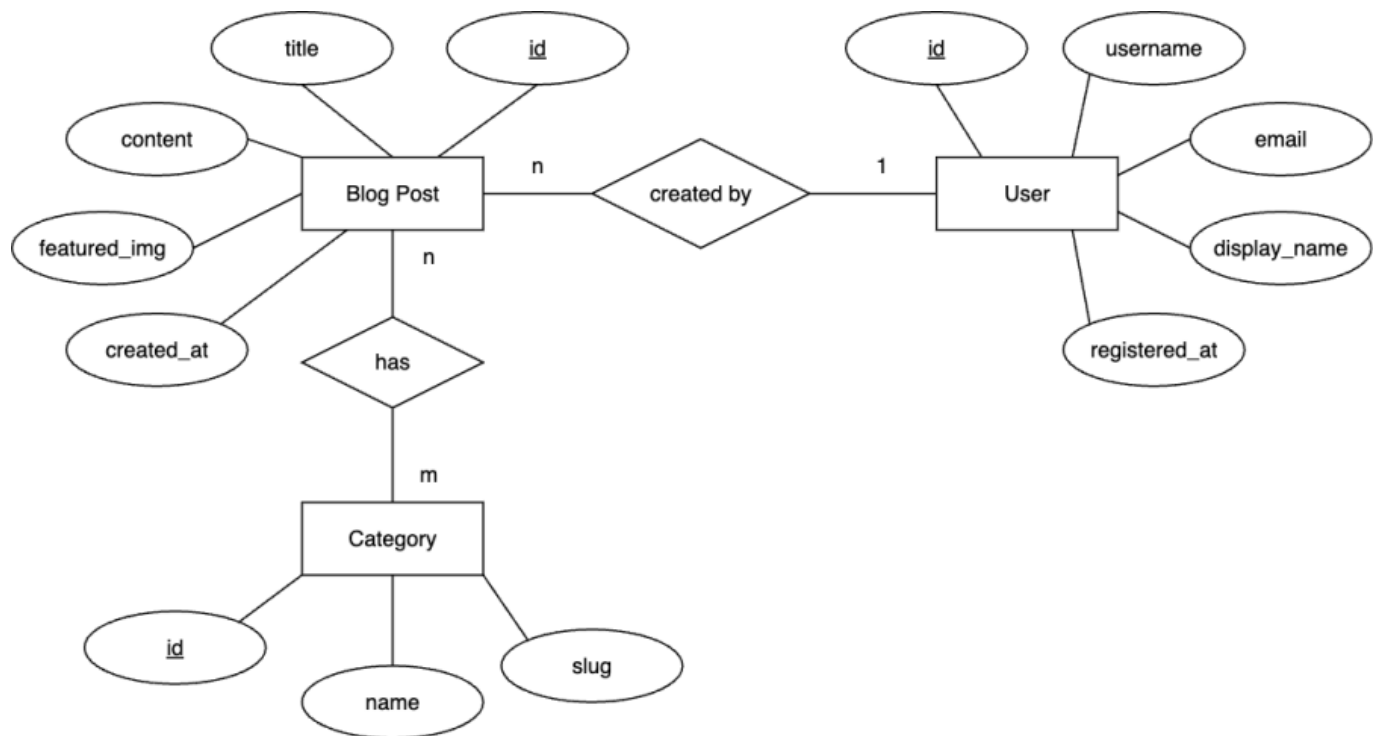 title
id
id
username
content
email
Blog Post
n
created by
1
User
featured_img
display_name
n
created_at
has
registered_at
m
Category
id
name
slug